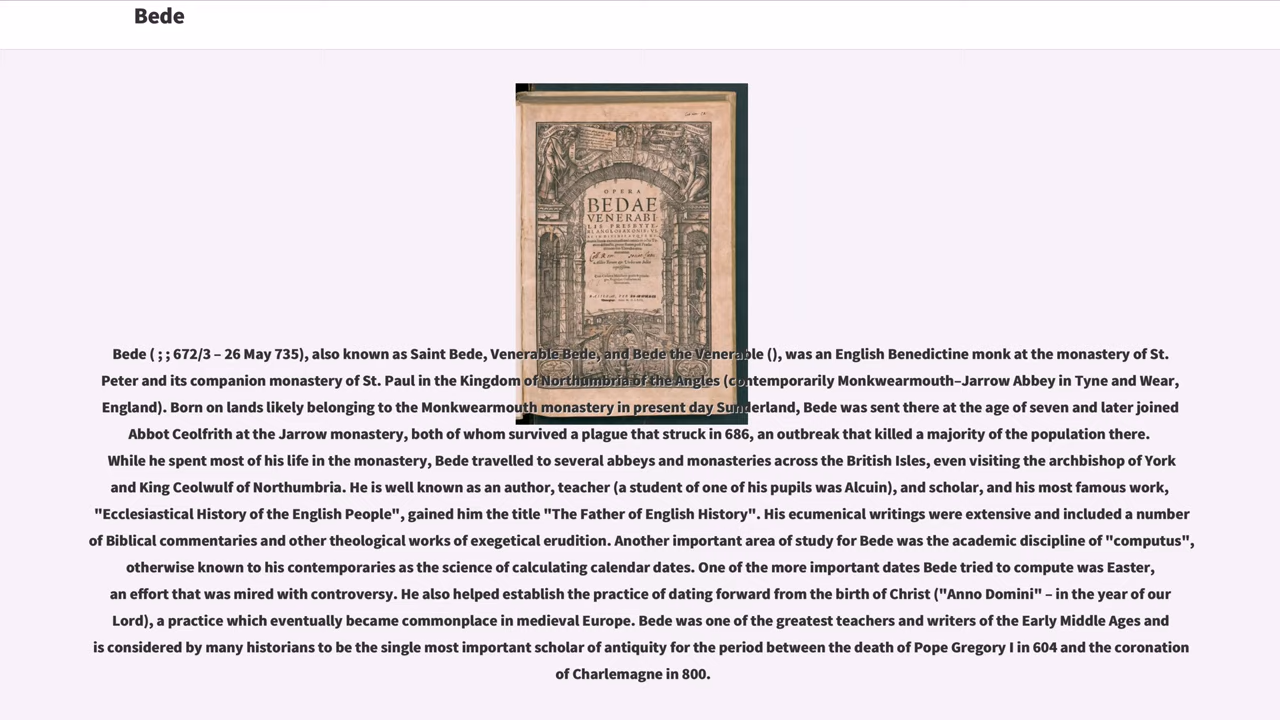 Bede
OPERA
BEDAE
VENERABI
LIS PRESBYTE-
Bede ( ; ; 672/3 – 26 May 735), also known as Saint Bede, Venerable Bede, and Bede the Venerable (), was an English Benedictine monk at the monastery of St.
Peter and its companion monastery of St. Paul in the Kingdom of Northumbria of the Angles (contemporarily Monkwearmouth–Jarrow Abbey in Tyne and Wear,
England). Born on lands likely belonging to the Monkwearmouth monastery in present day Sunderland, Bede was sent there at the age of seven and later joined
Abbot Ceolfrith at the Jarrow monastery, both of whom survived a plague that struck in 686, an outbreak that killed a majority of the population there.
While he spent most of his life in the monastery, Bede travelled to several abbeys and monasteries across the British Isles, even visiting the archbishop of York
and King Ceolwulf of Northumbria. He is well known as an author, teacher (a student of one of his pupils was Alcuin), and scholar, and his most famous work,
"Ecclesiastical History of the English People", gained him the title "The Father of English History". His ecumenical writings were extensive and included a number
of Biblical commentaries and other theological works of exegetical erudition. Another important area of study for Bede was the academic discipline of "computus",
otherwise known to his contemporaries as the science of calculating calendar dates. One of the more important dates Bede tried to compute was Easter,
an effort that was mired with controversy. He also helped establish the practice of dating forward from the birth of Christ ("Anno Domini" – in the year of our
Lord), a practice which eventually became commonplace in medieval Europe. Bede was one of the greatest teachers and writers of the Early Middle Ages and
is considered by many historians to be the single most important scholar of antiquity for the period between the death of Pope Gregory I in 604 and the coronation
of Charlemagne in 800.